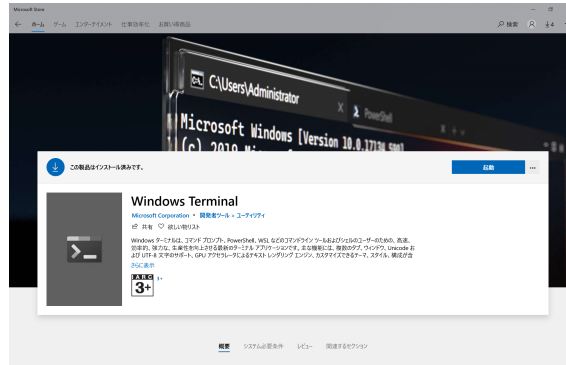 Microsoft Store
ホーム ゲーム エンターテイメント 仕事効率化 お買い得商品
検索
4
C:\Users\Administrator
PowerShell
Microsoft Windows [Version 10.0.17134
(c) 2018 Microsoft
この製品はインストール済みです。
起動
Windows Terminal
Microsoft Corporation • 開発者ツール > ユーティリティ
共有 欲しい物リスト
Windows ターミナルは、コマンド プロンプト、PowerShell、WSL などのコマンドライン ツールおよびシェルのユーザーのための、高速、
効率的、強力な、生産性を向上させる最新のターミナル アプリケーションです。主な機能には、複数のタブ、ウィンドウ、Unicode お
よび UTF-8 文字のサポート、GPU アクセラレータによるテキスト レンダリング エンジン、カスタマイズできるテーマ、スタイル、構成が含
さらに表示
IARC
3+
3+
概要 システム必要条件 レビュー 関連するセクション